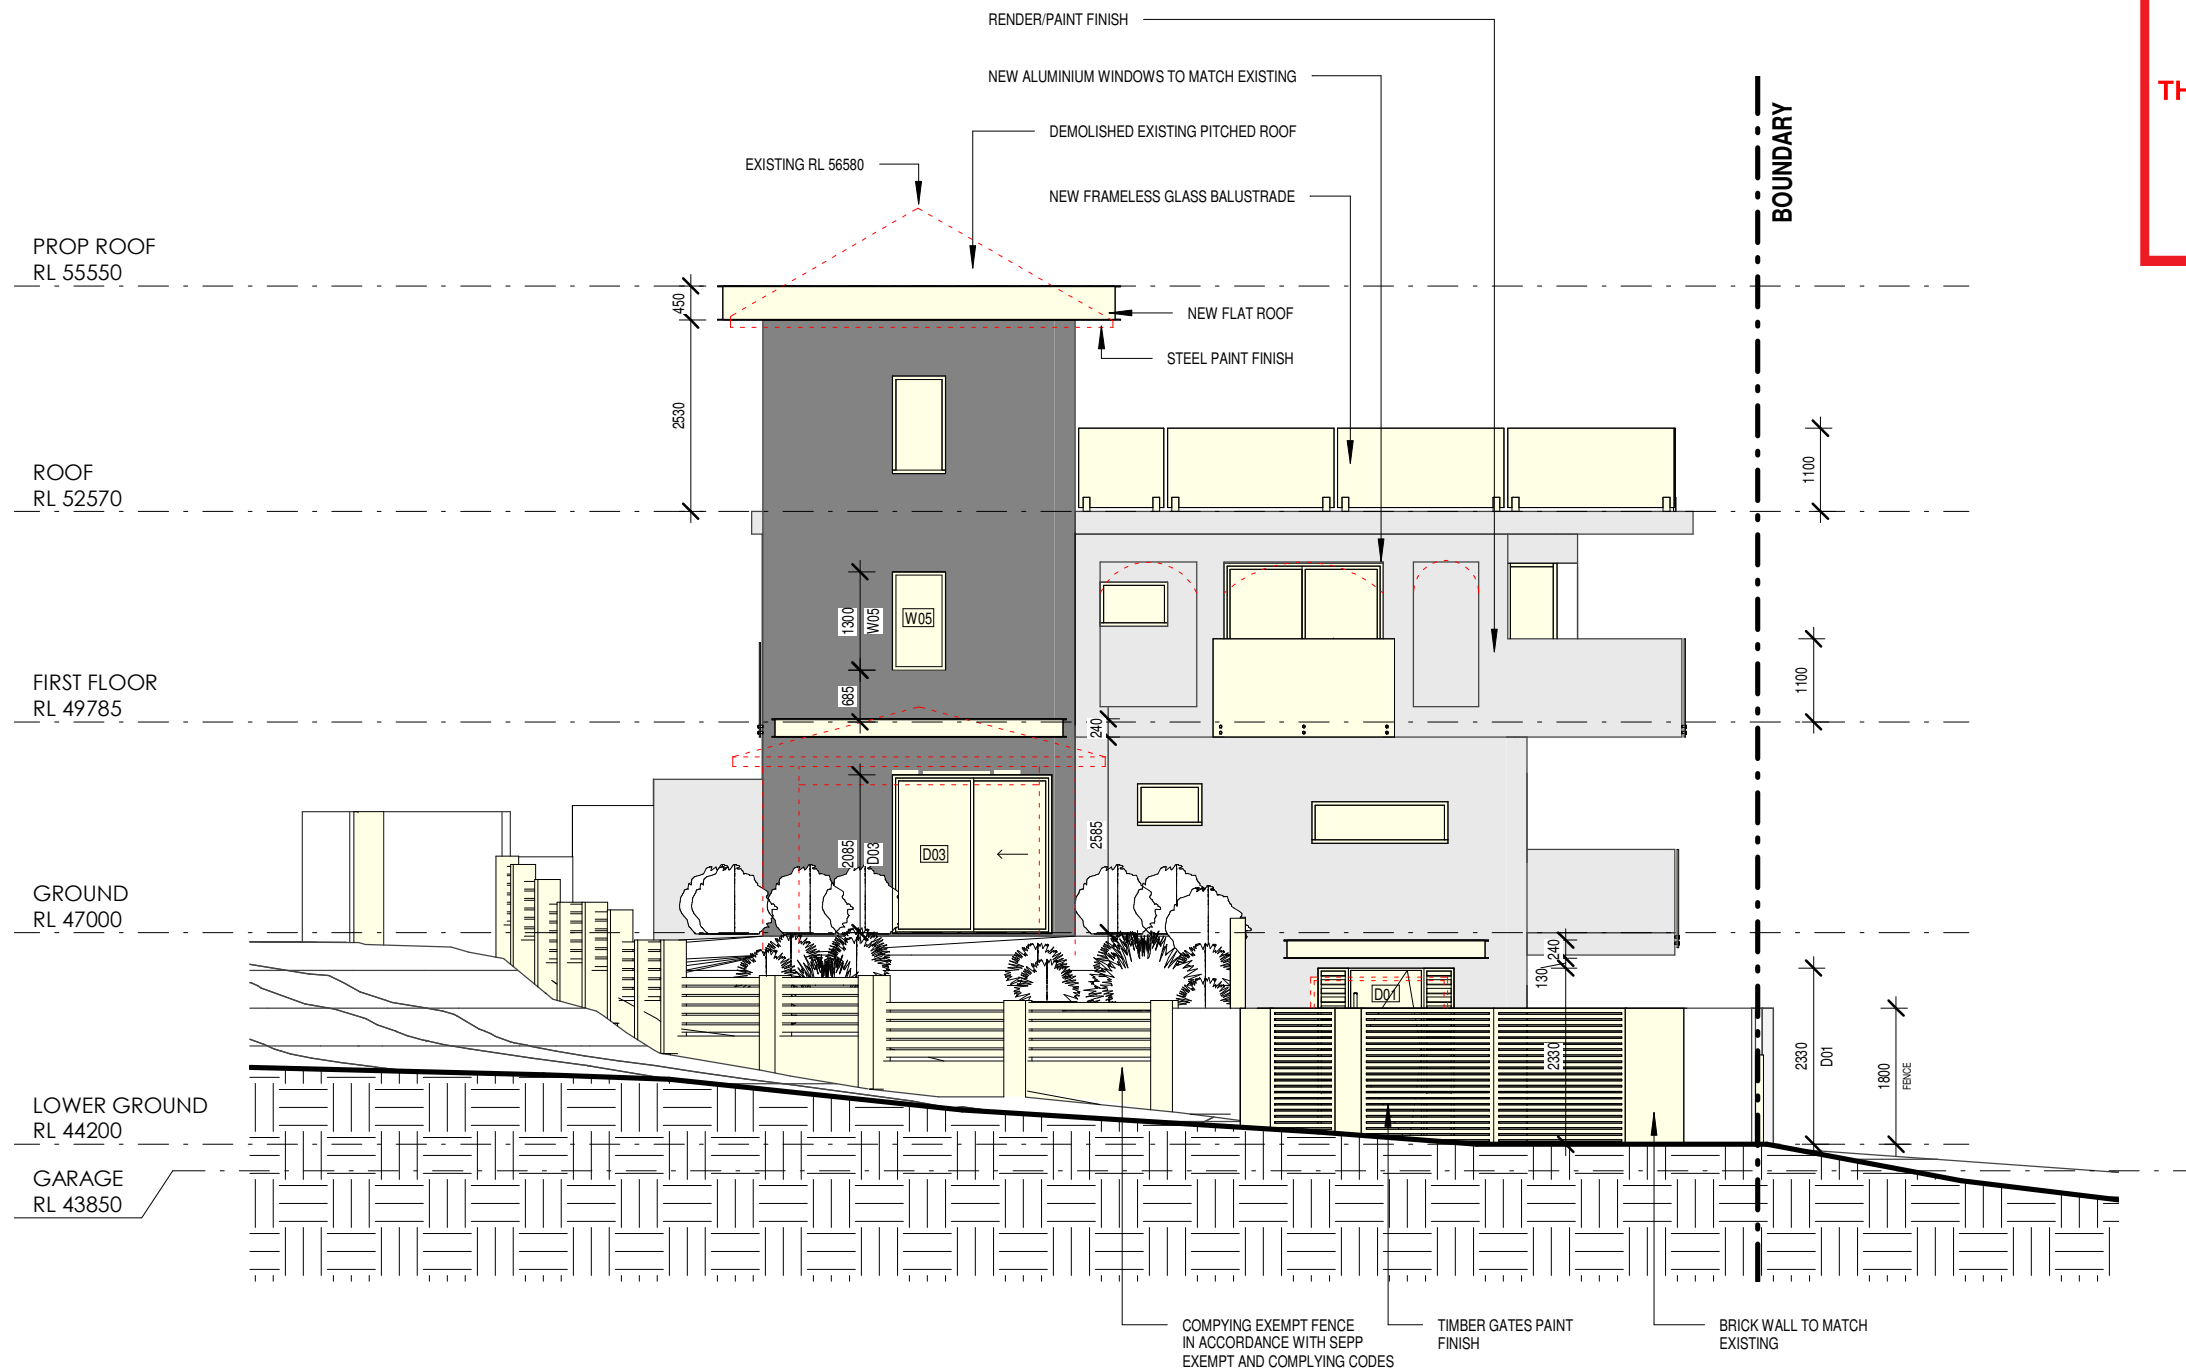 RENDER/PAINT FINISH
NEW ALUMINIUM WINDOWS TO MATCH EXISTING
TH
DEMOLISHED EXISTING PITCHED ROOF
BOUNDARY
EXISTING RL 56580
NEW FRAMELESS GLASS BALUSTRADE
PROP ROOF
RL 55550
450
NEW FLAT ROOF
STEEL PAINT FINISH
2530
ROOF
RL 52570
1100
1300
W05
W05
FIRST FLOOR
RL 49785
685
240
1100
2085
D03
D03
2585
GROUND
RL 47000
240
130
D01
2330
2330
D01
1800
FENCE
LOWER GROUND
RL 44200
GARAGE
RL 43850
COMPYING EXEMPT FENCE
IN ACCORDANCE WITH SEPP
EXEMPT AND COMPLYING CODES
TIMBER GATES PAINT
FINISH
BRICK WALL TO MATCH
EXISTING